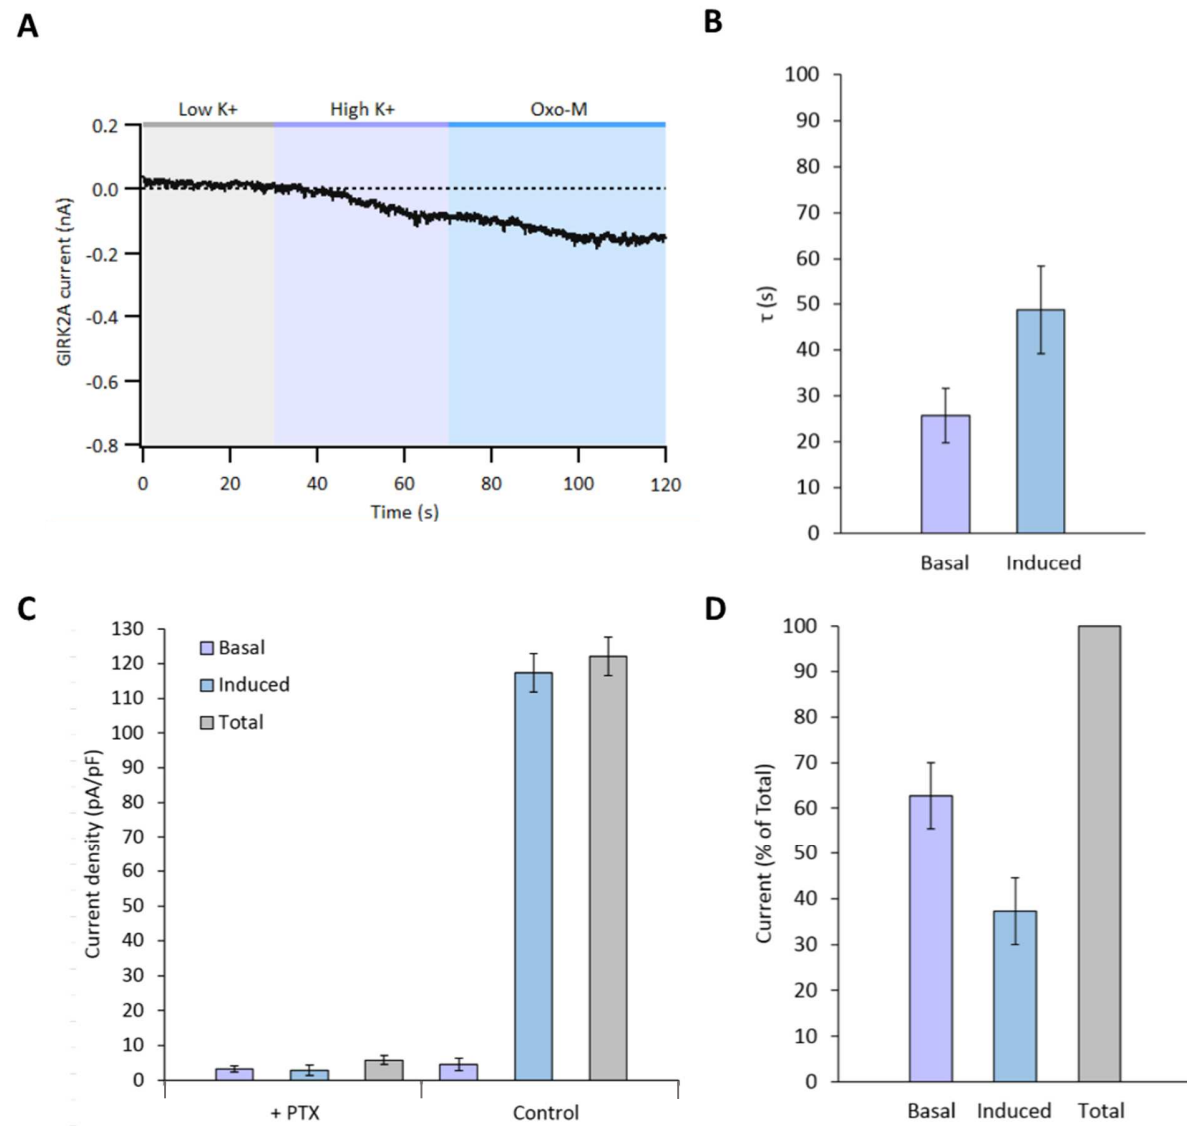 A
Low K+ High K+ Oxo-M
0.2
0.0
-0.2
-0.4
-0.6
-0.8
GIRK2A current (nA)
0 20 40 60 80 100 120
Time (s)
B
100
90
80
70
60
50
40
30
20
10
0
τ (s)
Basal Induced
C
130
120
110
100
90
80
70
60
50
40
30
20
10
0
Current density (pA/pF)
Basal
Induced
Total
+ PTX Control
D
100
90
80
70
60
50
40
30
20
10
0
Current (% of Total)
Basal Induced Total